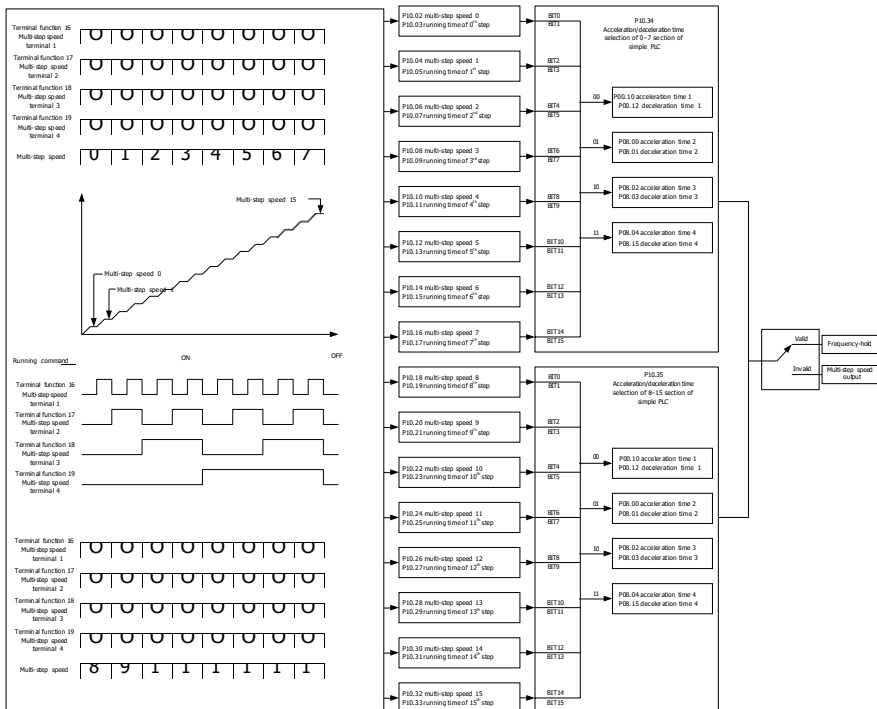 Terminal function 16
Multi-step speed
terminal 1
Terminal function 17
Multi-step speed
terminal 2
Terminal function 18
Multi-step speed
terminal 3
Terminal function 19
Multi-step speed
terminal 4
Multi-step speed 0 1 2 3 4 5 6 7
Multi-step speed 15
Multi-step speed 0
Multi-step speed
Running command ON OFF
Terminal function 16
Multi-step speed
terminal 1
Terminal function 17
Multi-step speed
terminal 2
Terminal function 18
Multi-step speed
terminal 3
Terminal function 19
Multi-step speed
terminal 4
Terminal function 16
Multi-step speed
terminal 1
Terminal function 17
Multi-step speed
terminal 2
Terminal function 18
Multi-step speed
terminal 3
Terminal function 19
Multi-step speed
terminal 4
Multi-step speed 8 9 1 1 1 1 1 1
P10.02 multi-step speed 0
P10.03 running time of 0th step
P10.04 multi-step speed 1
P10.05 running time of 1st step
P10.06 multi-step speed 2
P10.07 running time of 2nd step
P10.08 multi-step speed 3
P10.09 running time of 3rd step
P10.10 multi-step speed 4
P10.11 running time of 4th step
P10.12 multi-step speed 5
P10.13 running time of 5th step
P10.14 multi-step speed 6
P10.15 running time of 6th step
P10.16 multi-step speed 7
P10.17 running time of 7th step
P10.18 multi-step speed 8
P10.19 running time of 8th step
P10.20 multi-step speed 9
P10.21 running time of 9th step
P10.22 multi-step speed 10
P10.23 running time of 10th step
P10.24 multi-step speed 11
P10.25 running time of 11th step
P10.26 multi-step speed 12
P10.27 running time of 12th step
P10.28 multi-step speed 13
P10.29 running time of 13th step
P10.30 multi-step speed 14
P10.31 running time of 14th step
P10.32 multi-step speed 15
P10.33 running time of 15th step
BIT0
BIT1
BIT2
BIT3
BIT4
BIT5
BIT6
BIT7
BIT8
BIT9
BIT10
BIT11
BIT12
BIT13
BIT14
BIT15
P10.34
Acceleration/deceleration time
selection of 0~7 section of
simple PLC
00
P00.10 acceleration time 1
P00.12 deceleration time 1
01
P08.00 acceleration time 2
P08.01 deceleration time 2
10
P08.02 acceleration time 3
P08.03 deceleration time 3
11
P08.04 acceleration time 4
P08.15 deceleration time 4
BIT0
BIT1
BIT2
BIT3
BIT4
BIT5
BIT6
BIT7
BIT8
BIT9
BIT10
BIT11
BIT12
BIT13
BIT14
BIT15
P10.35
Acceleration/deceleration time
selection of 8~15 section of
simple PLC
00
P00.10 acceleration time 1
P00.12 deceleration time 1
01
P08.00 acceleration time 2
P08.01 deceleration time 2
10
P08.02 acceleration time 3
P08.03 deceleration time 3
11
P08.04 acceleration time 4
P08.15 deceleration time 4
Valid
Frequency-hold
Invalid
Multi-step speed
output